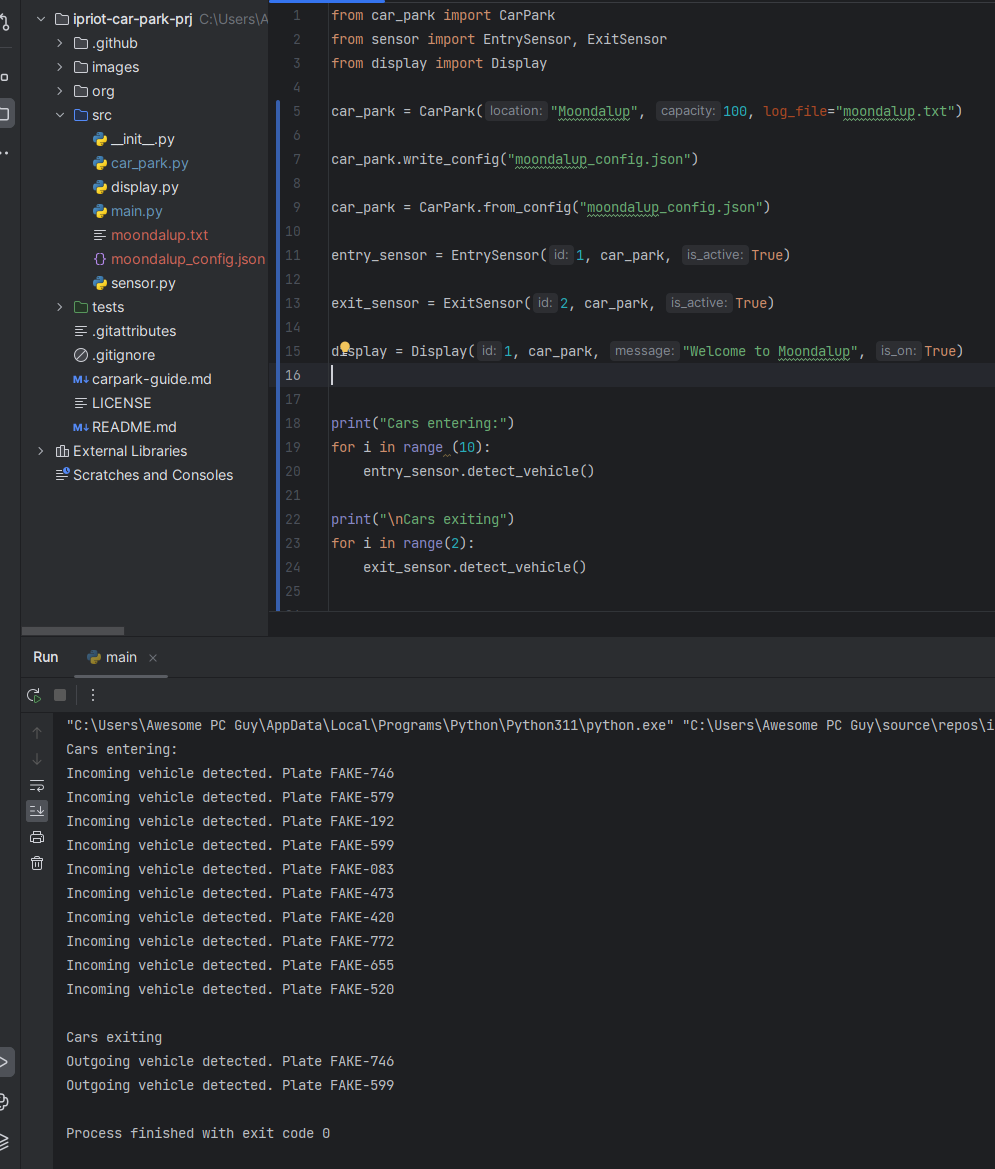 ipriot-car-park-prj C:\Users\A
.github
images
org
src
__init__.py
car_park.py
display.py
main.py
moondalup.txt
moondalup_config.json
sensor.py
tests
.gitattributes
.gitignore
M↓ carpark-guide.md
LICENSE
M↓ README.md
External Libraries
Scratches and Consoles
1 from car_park import CarPark
2 from sensor import EntrySensor, ExitSensor
3 from display import Display
4
5 car_park = CarPark( location: "Moondalup", capacity: 100, log_file="moondalup.txt")
6
7 car_park.write_config("moondalup_config.json")
8
9 car_park = CarPark.from_config("moondalup_config.json")
10
11 entry_sensor = EntrySensor( id: 1, car_park, is_active: True)
12
13 exit_sensor = ExitSensor( id: 2, car_park, is_active: True)
14
15 display = Display( id: 1, car_park, message: "Welcome to Moondalup", is_on: True)
16
17
18 print("Cars entering:")
19 for i in range (10):
20 entry_sensor.detect_vehicle()
21
22 print("\nCars exiting")
23 for i in range(2):
24 exit_sensor.detect_vehicle()
25
Run main
"C:\Users\Awesome PC Guy\AppData\Local\Programs\Python\Python311\python.exe" "C:\Users\Awesome PC Guy\source\repos\i
Cars entering:
Incoming vehicle detected. Plate FAKE-746
Incoming vehicle detected. Plate FAKE-579
Incoming vehicle detected. Plate FAKE-192
Incoming vehicle detected. Plate FAKE-599
Incoming vehicle detected. Plate FAKE-083
Incoming vehicle detected. Plate FAKE-473
Incoming vehicle detected. Plate FAKE-420
Incoming vehicle detected. Plate FAKE-772
Incoming vehicle detected. Plate FAKE-655
Incoming vehicle detected. Plate FAKE-520
Cars exiting
Outgoing vehicle detected. Plate FAKE-746
Outgoing vehicle detected. Plate FAKE-599
Process finished with exit code 0